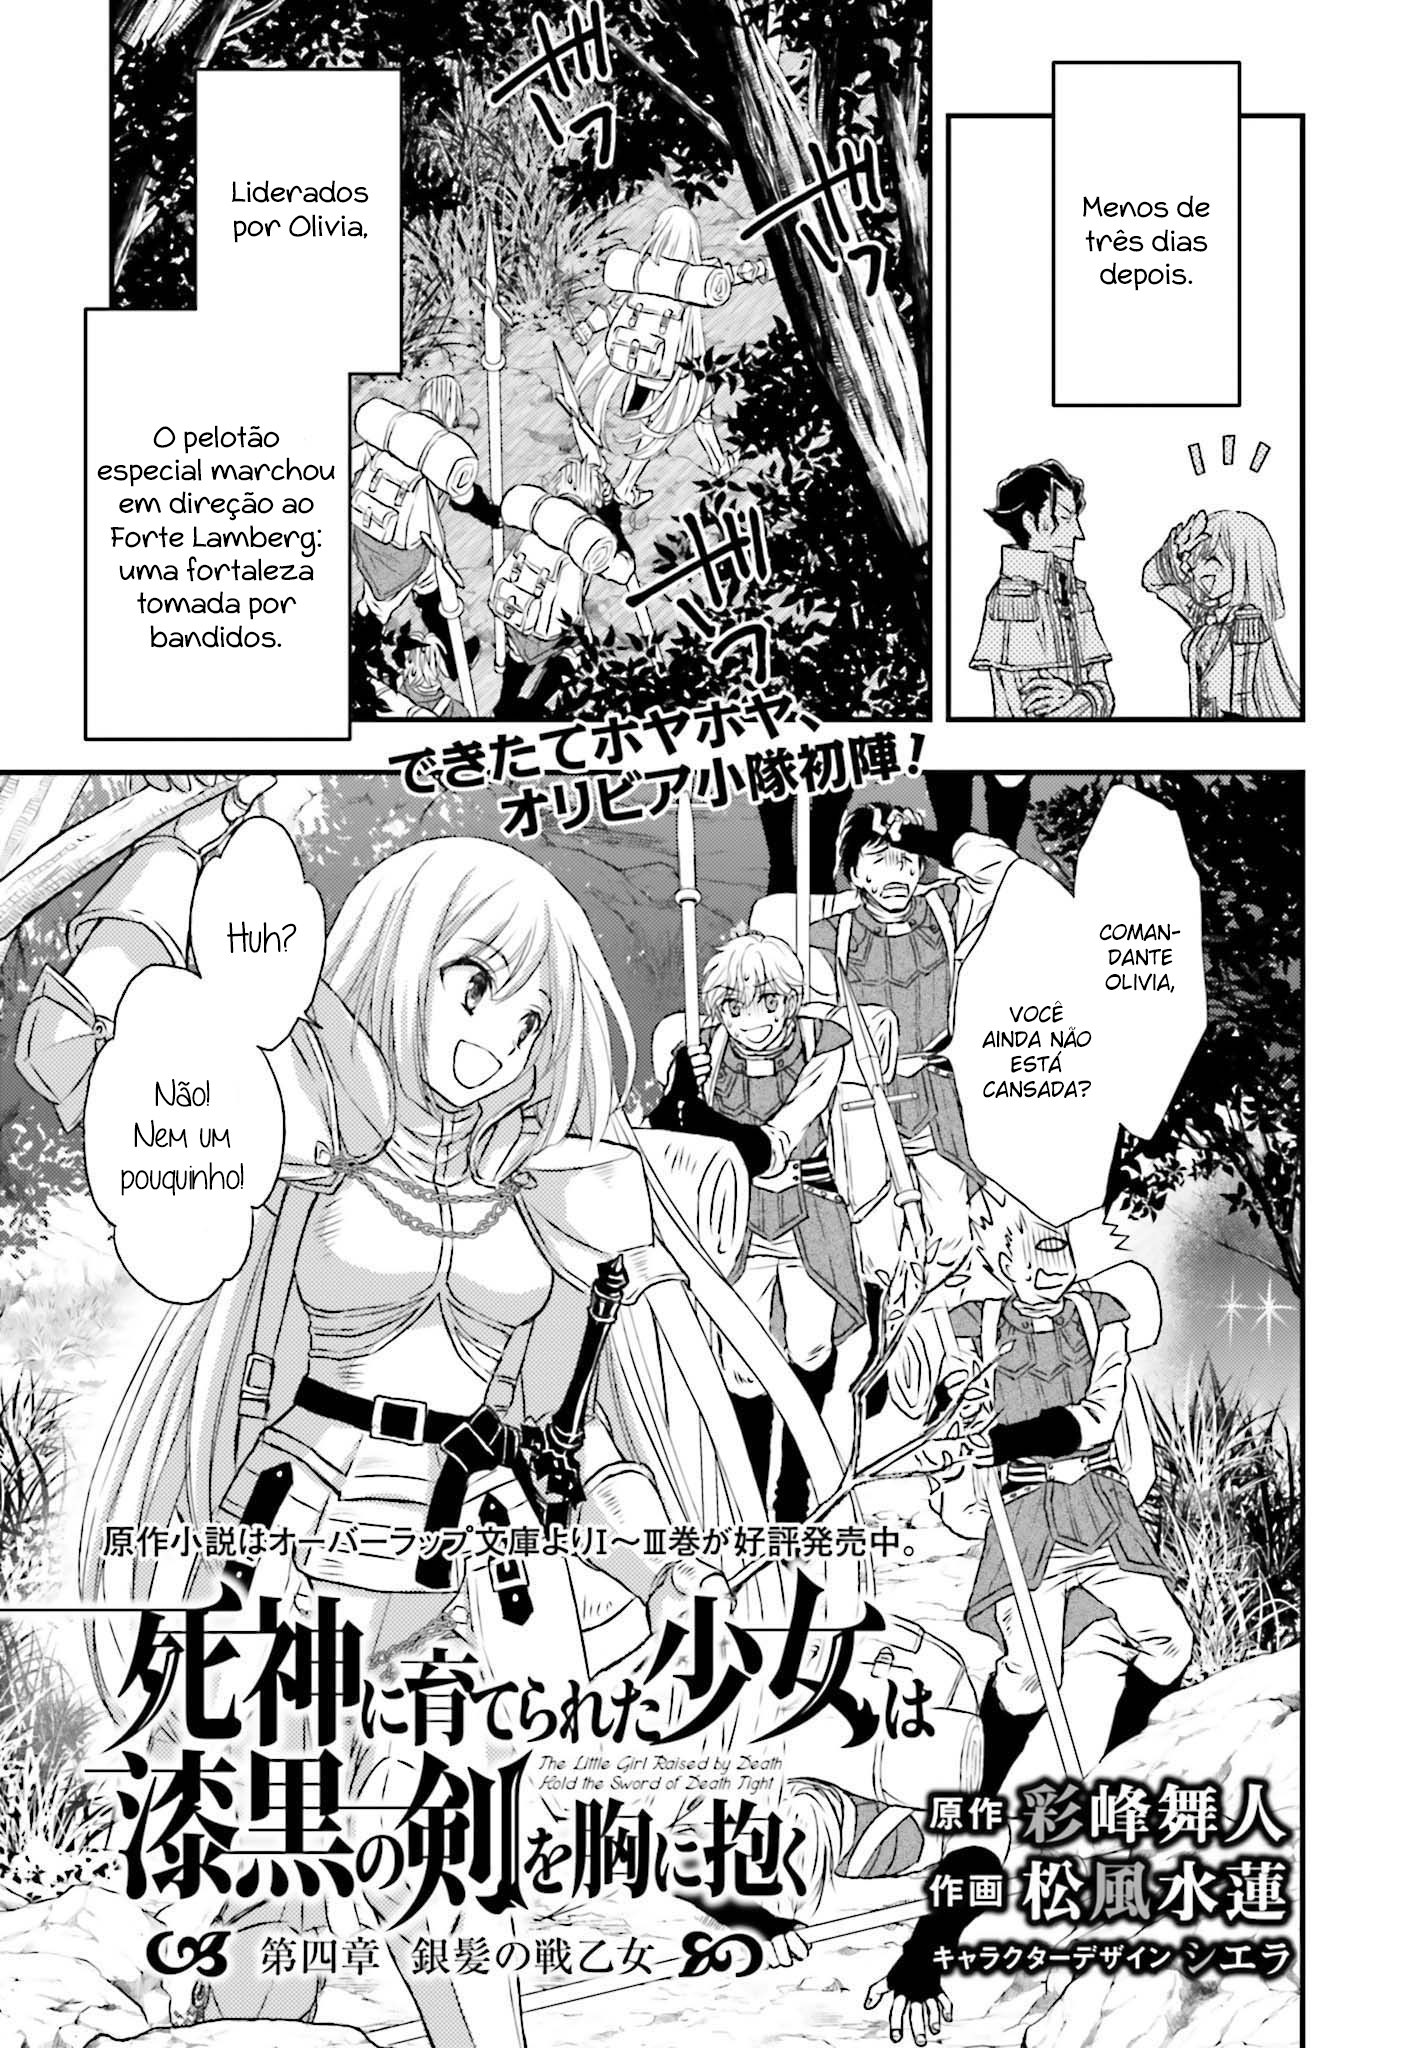 Menos de
três dias
depois.
ザッ
ザッ
ザッ
Liderados
por Olivia,
O pelotão
especial marchou
em direção ao
Forte Lamberg:
uma fortaleza
tomada por
bandidos.
できたてホヤホヤ、
オリビア小隊初陣!
COMAN-
DANTE
OLIVIA,
VOCÊ
AINDA NÃO
ESTÁ
CANSADA?
Huh?
Não!
Nem um
pouquinho!
原作小説はオーバーラップ文庫よりⅠ~Ⅲ巻が好評発売中。
死神に育てられた少女は
漆黒の剣を胸に抱く
The Little Girl Raised by Death
Hold the Sword of Death Tight
第四章 銀髪の戦乙女
原作 彩峰舞人
作画 松風水蓮
キャラクターデザイン シエラ